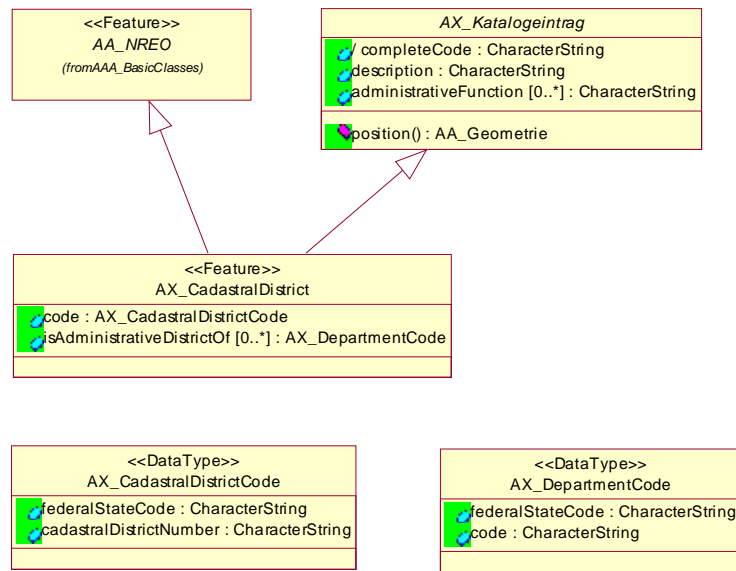 <<Feature>>
AA_NREO
(fromAAA_BasicClasses)
AX_Katalogeintrag
/ completeCode : CharacterString
description : CharacterString
administrativeFunction [0..*] : CharacterString
position() : AA_Geometrie
<<Feature>>
AX_CadastralDistrict
code : AX_CadastralDistrictCode
isAdministrativeDistrictOf [0..*] : AX_DepartmentCode
<<DataType>>
AX_CadastralDistrictCode
federalStateCode : CharacterString
cadastralDistrictNumber : CharacterString
<<DataType>>
AX_DepartmentCode
federalStateCode : CharacterString
code : CharacterString